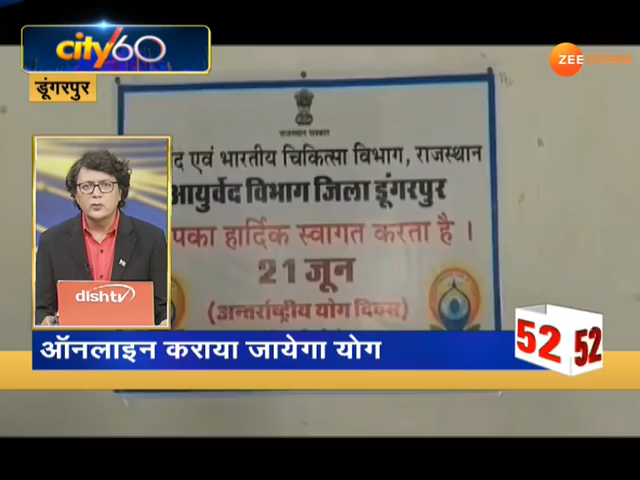 city60
ZEE राजस्थान
डूंगरपुर
राजस्थान सरकार
एवं भारतीय चिकित्सा विभाग, राजस्थान
आयुर्वेद विभाग जिला डूंगरपुर
हार्दिक स्वागत करता है ।
21 जून
(अन्तर्राष्ट्रीय योग दिवस)
dishtv
ऑनलाइन कराया जायेगा योग
52 52